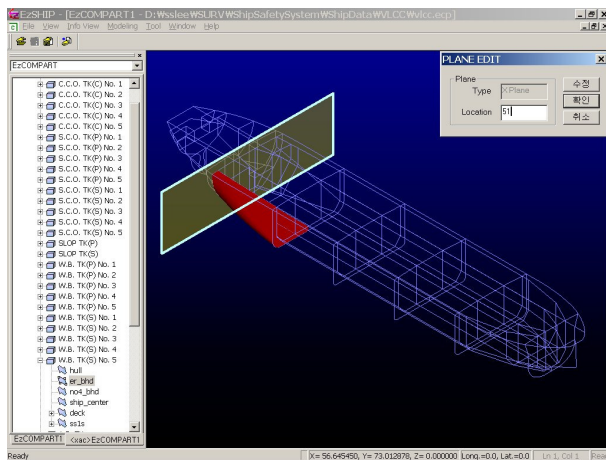 EzSHIP - [EzCOMPART1 - D:₩sslee₩SURV₩ShipSafetySystem₩ShipData₩VLCC₩vlcc.ecp]
File View Info View Modeling Tool Window Help
EzCOMPART
C.C.O. TK(C) No. 1
C.C.O. TK(C) No. 2
C.C.O. TK(C) No. 3
C.C.O. TK(C) No. 4
C.C.O. TK(C) No. 5
S.C.O. TK(P) No. 1
S.C.O. TK(P) No. 2
S.C.O. TK(P) No. 3
S.C.O. TK(P) No. 4
S.C.O. TK(P) No. 5
S.C.O. TK(S) No. 1
S.C.O. TK(S) No. 2
S.C.O. TK(S) No. 3
S.C.O. TK(S) No. 4
S.C.O. TK(S) No. 5
SLOP TK(P)
SLOP TK(S)
W.B. TK(P) No. 1
W.B. TK(P) No. 2
W.B. TK(P) No. 3
W.B. TK(P) No. 4
W.B. TK(P) No. 5
W.B. TK(S) No. 1
W.B. TK(S) No. 2
W.B. TK(S) No. 3
W.B. TK(S) No. 4
W.B. TK(S) No. 5
hull
er_bhd
no4_bhd
ship_center
deck
ss1s
EzCOMPART1 <xac>EzCOMPART1
PLANE EDIT
Plane
Type X Plane
Location 51
수정
확인
취소
Ready X= 56.645450, Y= 73.012878, Z= 0.000000 Long.=0.0, Lat.=0.0 Ln 1, Col 1 Rea